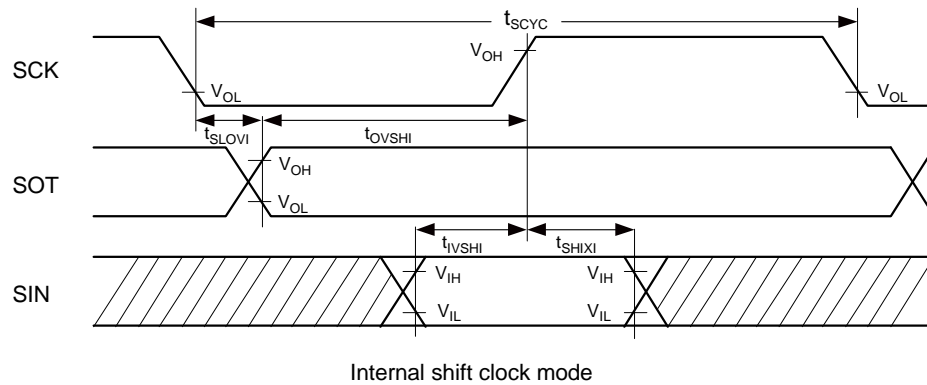 tSCYC
SCK
VOH
VOL
VOL
tSLOVI
tOVSHI
SOT
VOH
VOL
tIVSHI
tSHIXI
SIN
VIH
VIH
VIL
VIL
Internal shift clock mode